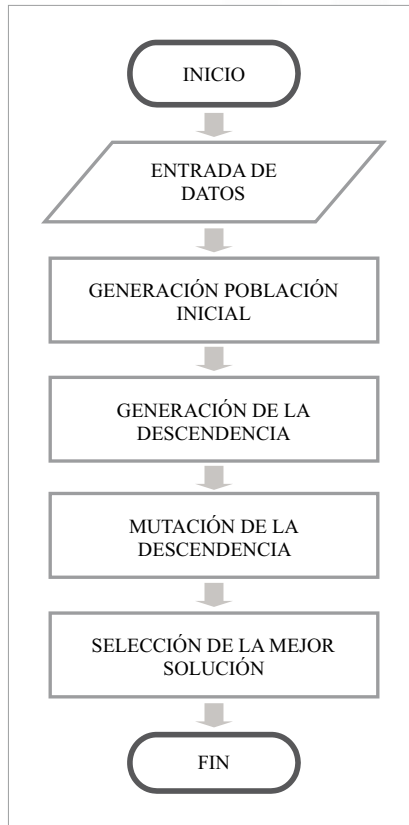 INICIO
ENTRADA DE
DATOS
GENERACIÓN POBLACIÓN
INICIAL
GENERACIÓN DE LA
DESCENDENCIA
MUTACIÓN DE LA
DESCENDENCIA
SELECCIÓN DE LA MEJOR
SOLUCIÓN
FIN